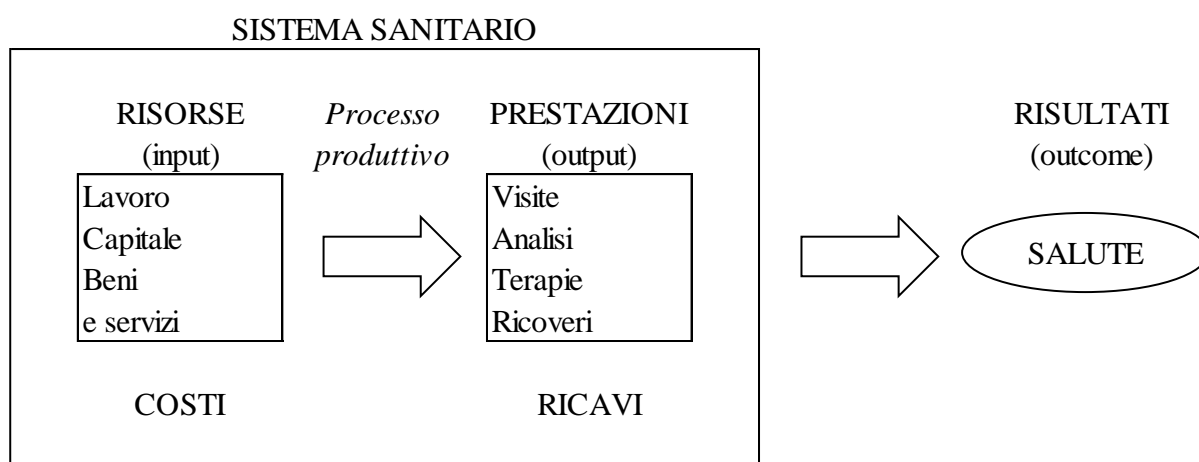 SISTEMA SANITARIO
RISORSE
(input)
Lavoro
Capitale
Beni
e servizi
COSTI
Processo
produttivo
PRESTAZIONI
(output)
Visite
Analisi
Terapie
Ricoveri
RICAVI
RISULTATI
(outcome)
SALUTE